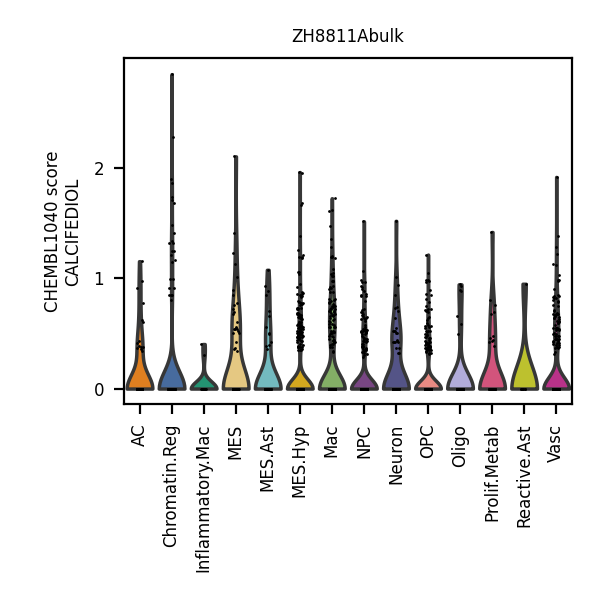 ZH8811Abulk
CHEMBL1040 score
CALCIFEDIOL
2
1
0
AC
Chromatin.Reg
Inflammatory.Mac
MES
MES.Ast
MES.Hyp
Mac
NPC
Neuron
OPC
Oligo
Prolif.Metab
Reactive.Ast
Vasc